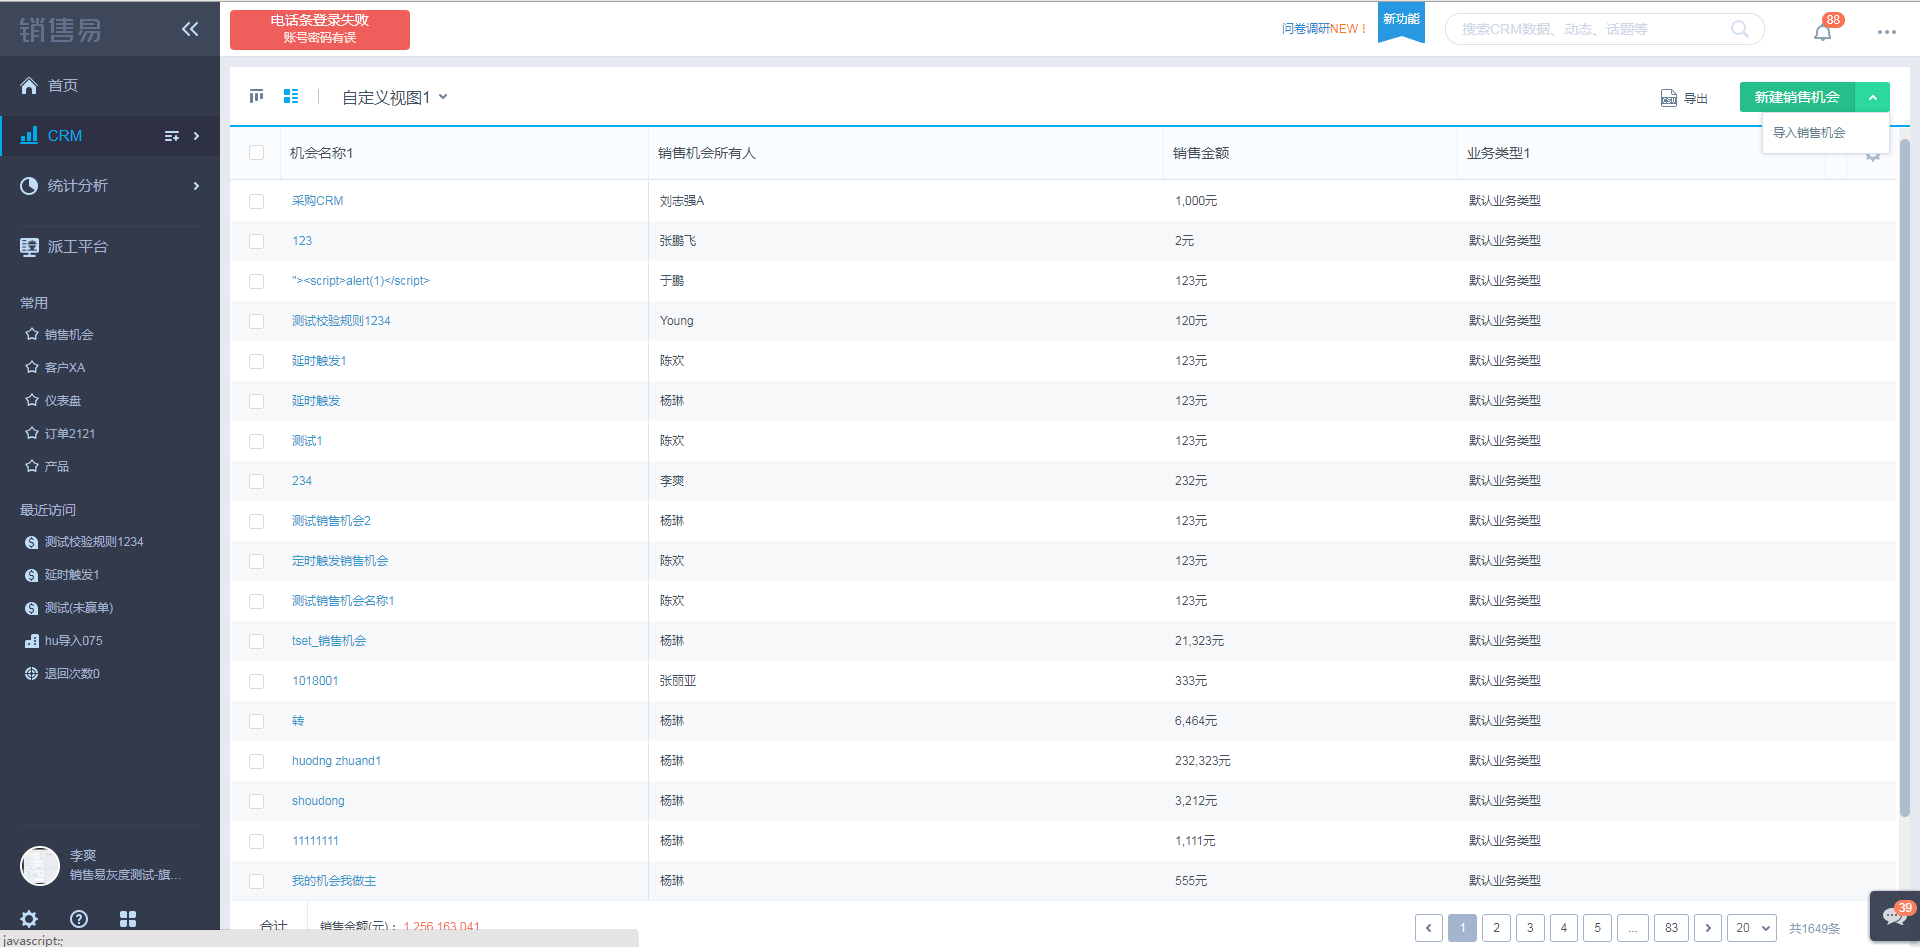 销售易
电话条登录失败
账号密码有误
问卷调研NEW！
新功能
搜索CRM数据、动态、话题等
88
首页
CRM
统计分析
派工平台
常用
销售机会
客户XA
仪表盘
订单2121
产品
最近访问
测试校验规则1234
延时触发1
测试(未赢单)
hu导入075
退回次数0
李爽
销售易灰度测试-旗...
javascript:;
自定义视图1
导出
新建销售机会
导入销售机会
机会名称1 销售机会所有人 销售金额 业务类型1
采购CRM 刘志强A 1,000元 默认业务类型
123 张鹏飞 2元 默认业务类型
"><script>alert(1)</script> 于鹏 123元 默认业务类型
测试校验规则1234 Young 120元 默认业务类型
延时触发1 陈欢 123元 默认业务类型
延时触发 杨琳 123元 默认业务类型
测试1 陈欢 123元 默认业务类型
234 李爽 232元 默认业务类型
测试销售机会2 杨琳 123元 默认业务类型
定时触发销售机会 陈欢 123元 默认业务类型
测试销售机会名称1 陈欢 123元 默认业务类型
tset_销售机会 杨琳 21,323元 默认业务类型
1018001 张丽亚 333元 默认业务类型
转 杨琳 6,464元 默认业务类型
huodng zhuand1 杨琳 232,323元 默认业务类型
shoudong 杨琳 3,212元 默认业务类型
11111111 杨琳 1,111元 默认业务类型
我的机会我做主 杨琳 555元 默认业务类型
合计 销售金额(元)：1,256,163,041
1 2 3 4 5 ... 83 20 共1649条
39